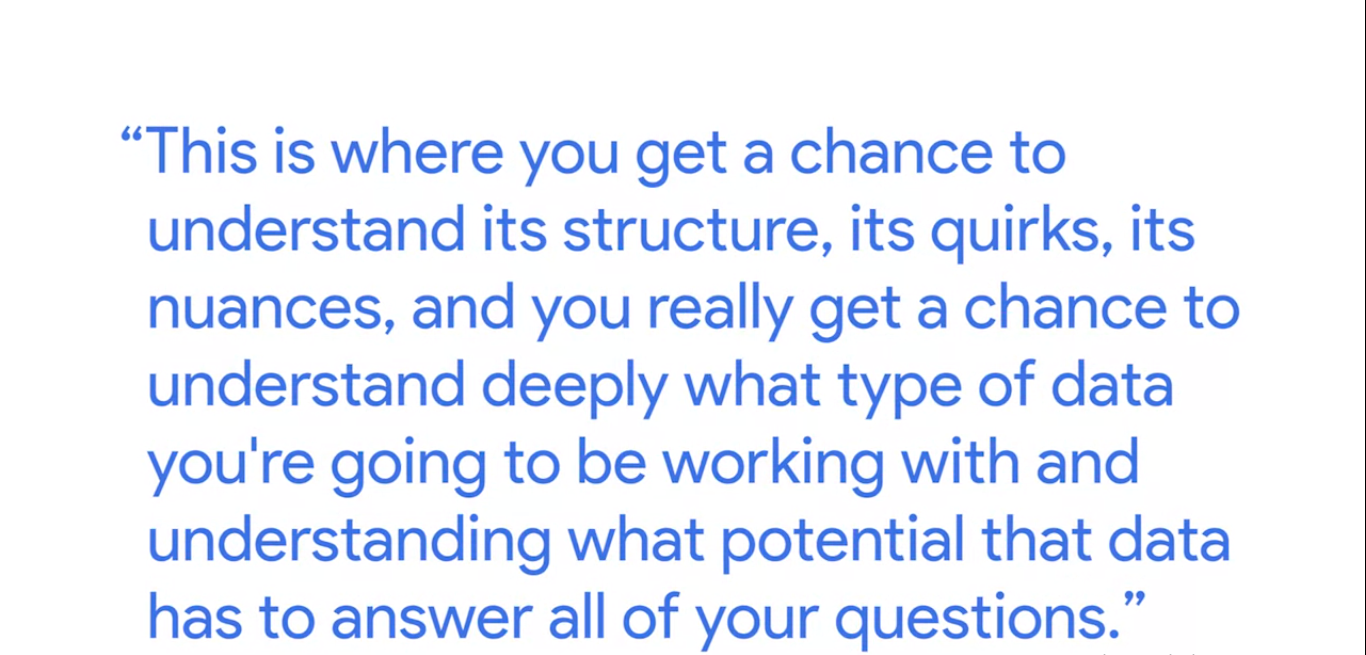 “This is where you get a chance to
understand its structure, its quirks, its
nuances, and you really get a chance to
understand deeply what type of data
you're going to be working with and
understanding what potential that data
has to answer all of your questions.”